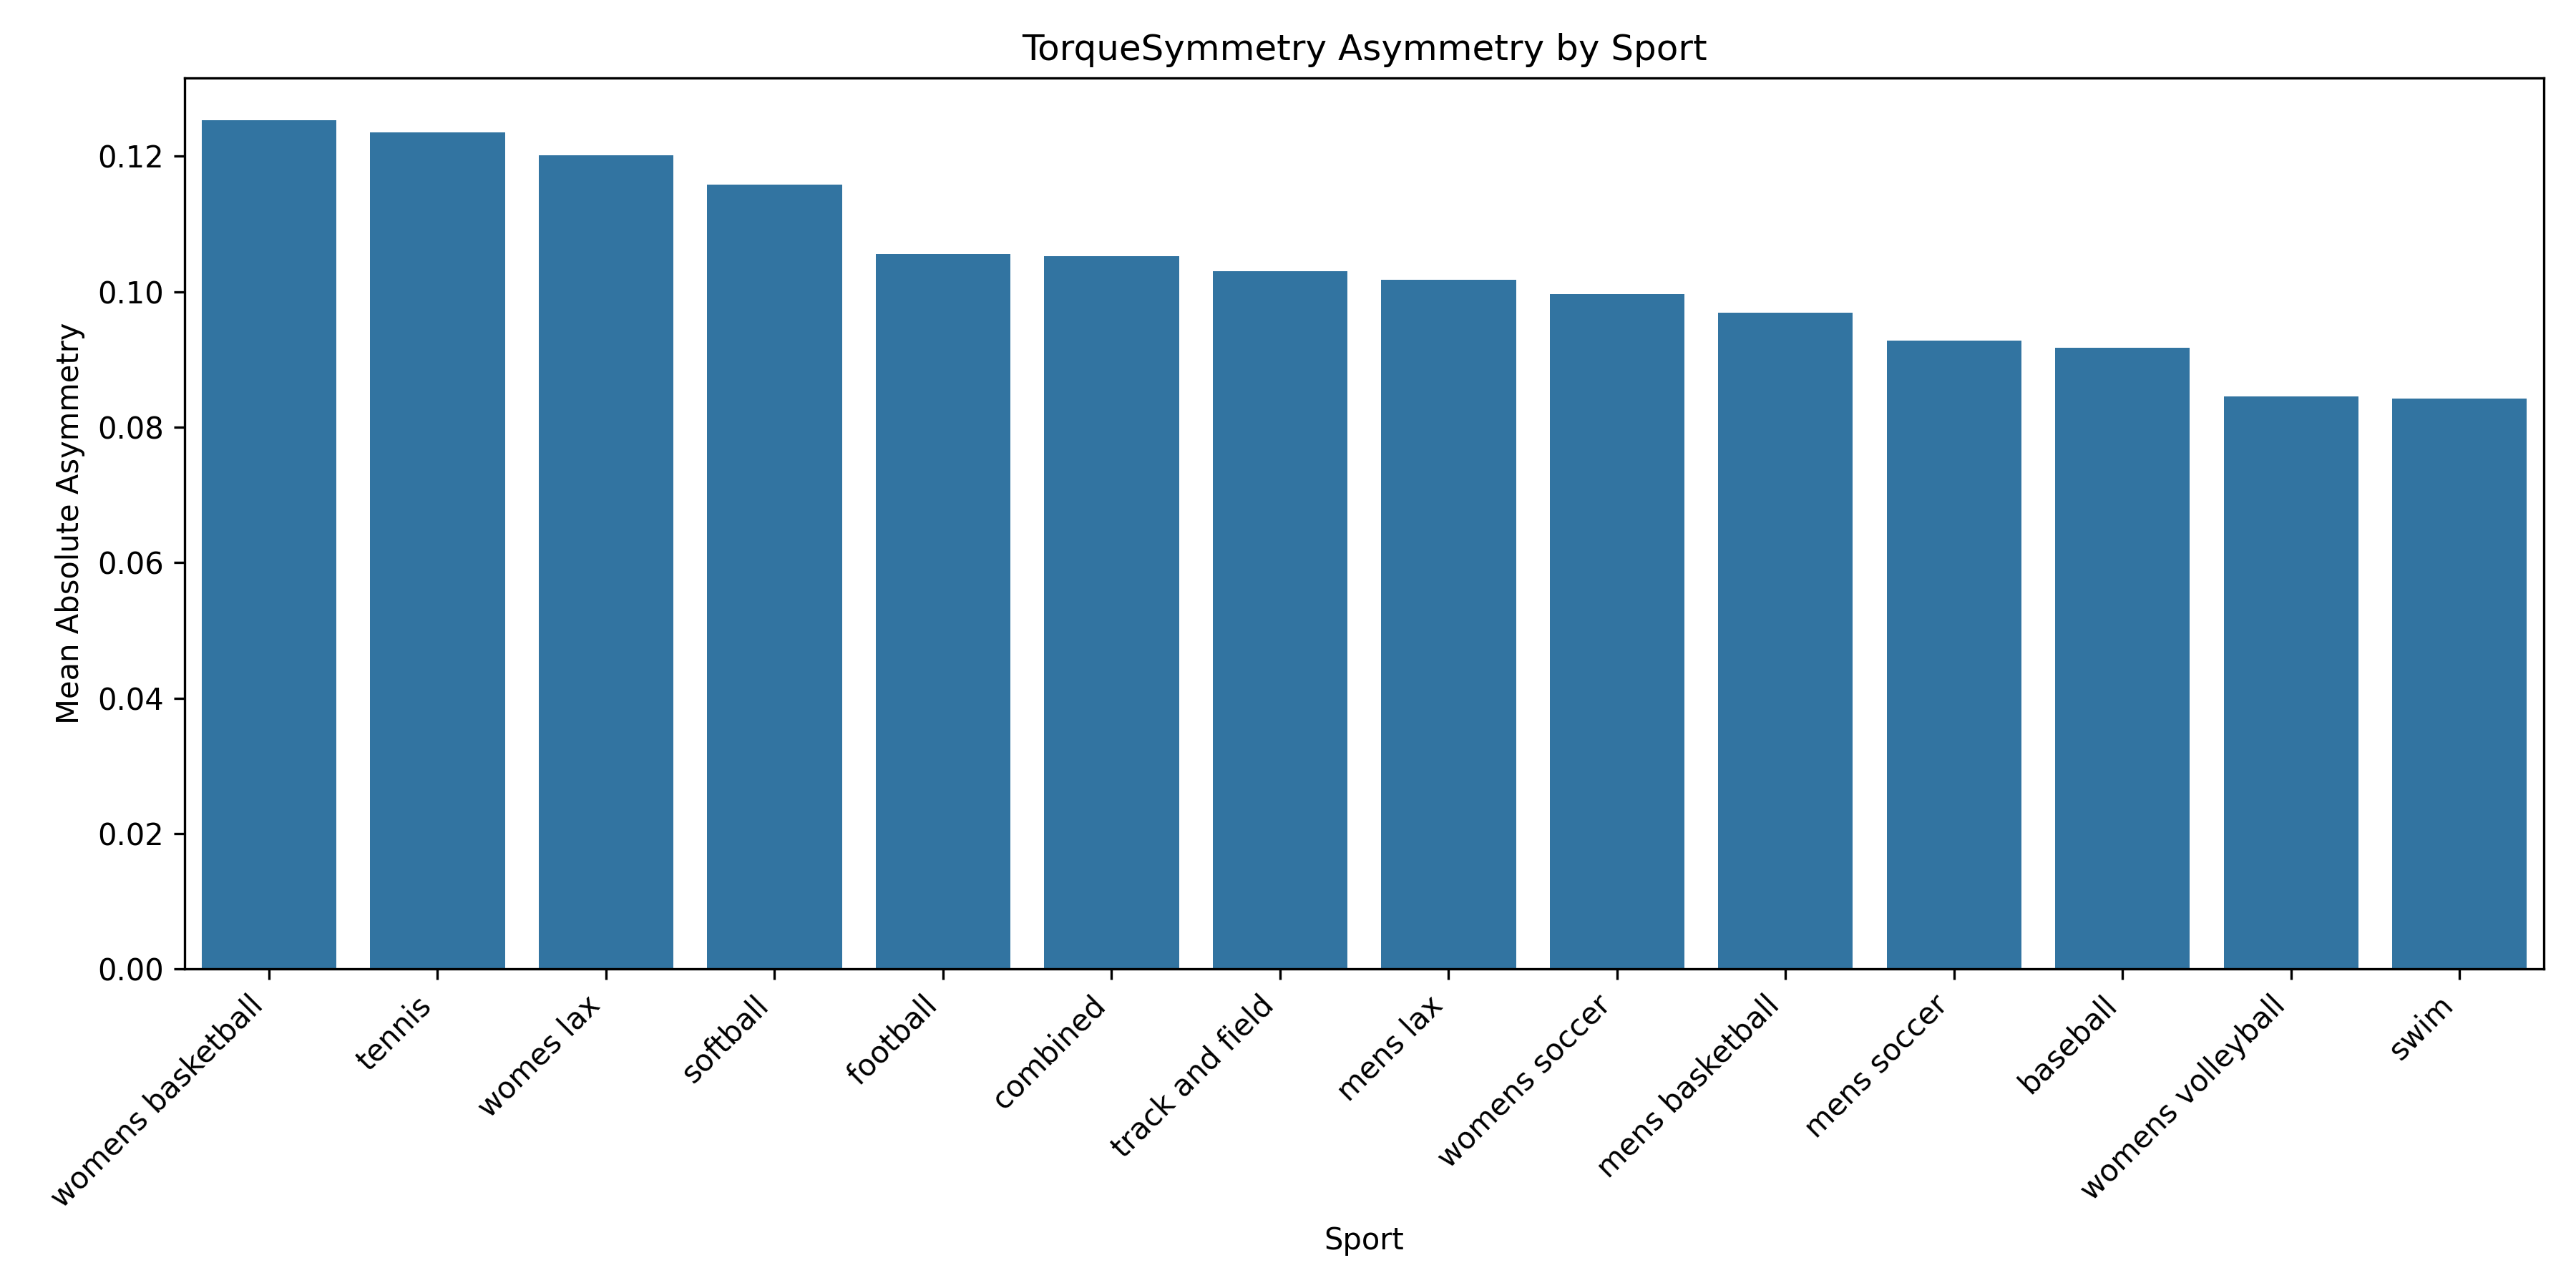 TorqueSymmetry Asymmetry by Sport
Mean Absolute Asymmetry
0.12
0.10
0.08
0.06
0.04
0.02
0.00
womens basketball
tennis
womes lax
softball
football
combined
track and field
mens lax
womens soccer
mens basketball
mens soccer
baseball
womens volleyball
swim
Sport